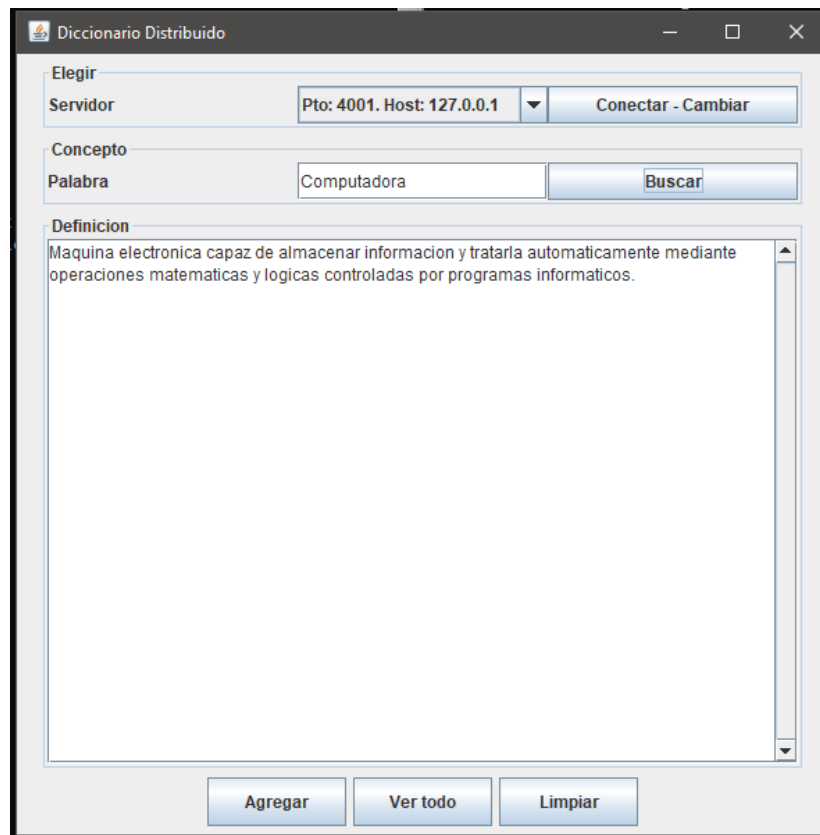 Diccionario Distribuido
Elegir
Servidor Pto: 4001. Host: 127.0.0.1 Conectar - Cambiar
Concepto
Palabra Computadora Buscar
Definicion
Maquina electronica capaz de almacenar informacion y tratarla automaticamente mediante
operaciones matematicas y logicas controladas por programas informaticos.
Agregar Ver todo Limpiar